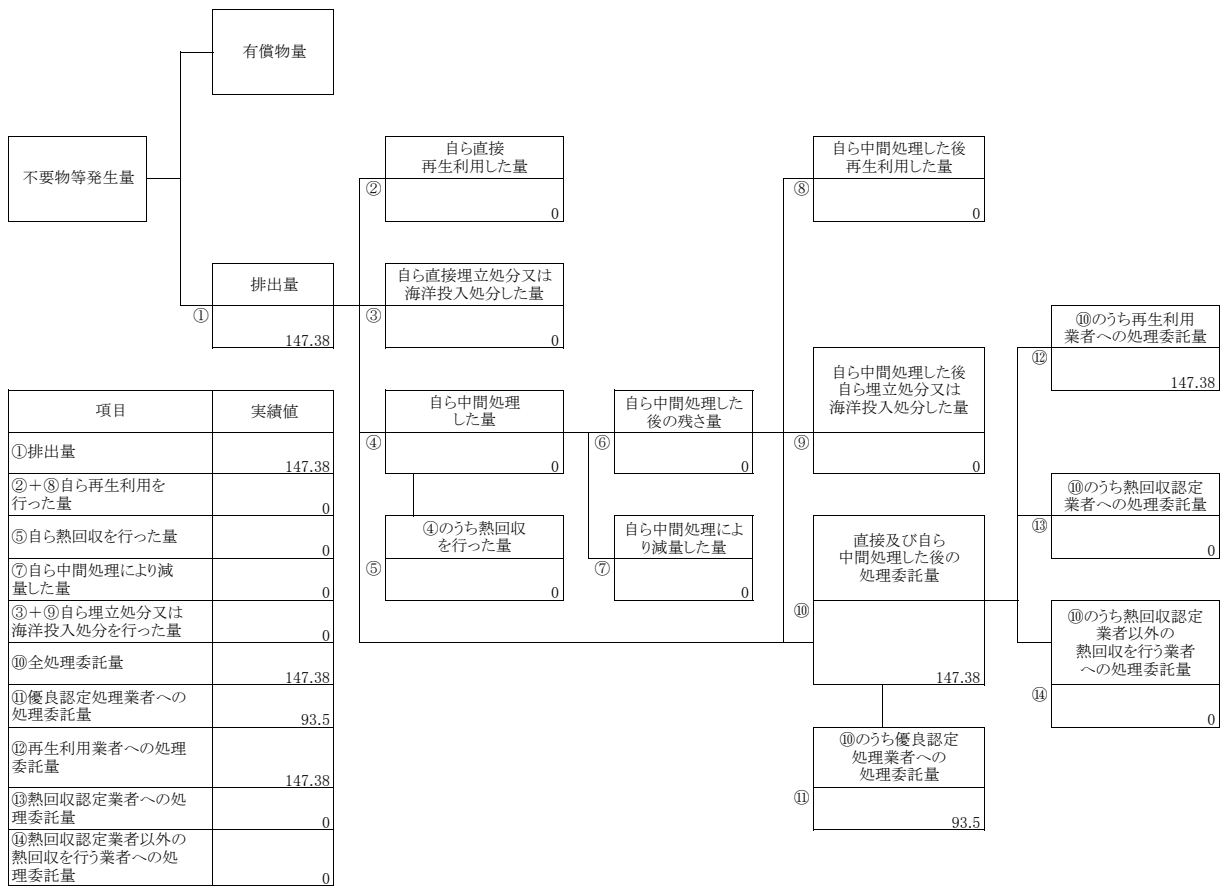 有償物量
不要物等発生量
排出量
①
147.38
自ら直接
再生利用した量
②
0
自ら直接埋立処分又は
海洋投入処分した量
③
0
自ら中間処理
した量
④
0
④のうち熱回収
を行った量
⑤
0
自ら中間処理した
後の残さ量
⑥
0
自ら中間処理によ
り減量した量
⑦
0
自ら中間処理した後
再生利用した量
⑧
0
自ら中間処理した後
自ら埋立処分又は
海洋投入処分した量
⑨
0
直接及び自ら
中間処理した後の
処理委託量
⑩
147.38
⑩のうち優良認定
処理業者への
処理委託量
⑪
93.5
⑩のうち再生利用
業者への処理委託量
⑫
147.38
⑩のうち熱回収認定
業者への処理委託量
⑬
0
⑩のうち熱回収認定
業者以外の
熱回収を行う業者
への処理委託量
⑭
0
項目 実績値
①排出量
147.38
②+⑧自ら再生利用を
行った量
0
⑤自ら熱回収を行った量
0
⑦自ら中間処理により減
量した量
0
③+⑨自ら埋立処分又は
海洋投入処分を行った量
0
⑩全処理委託量
147.38
⑪優良認定処理業者への
処理委託量
93.5
⑫再生利用業者への処理
委託量
147.38
⑬熱回収認定業者への処
理委託量
0
⑭熱回収認定業者以外の
熱回収を行う業者への処
理委託量
0